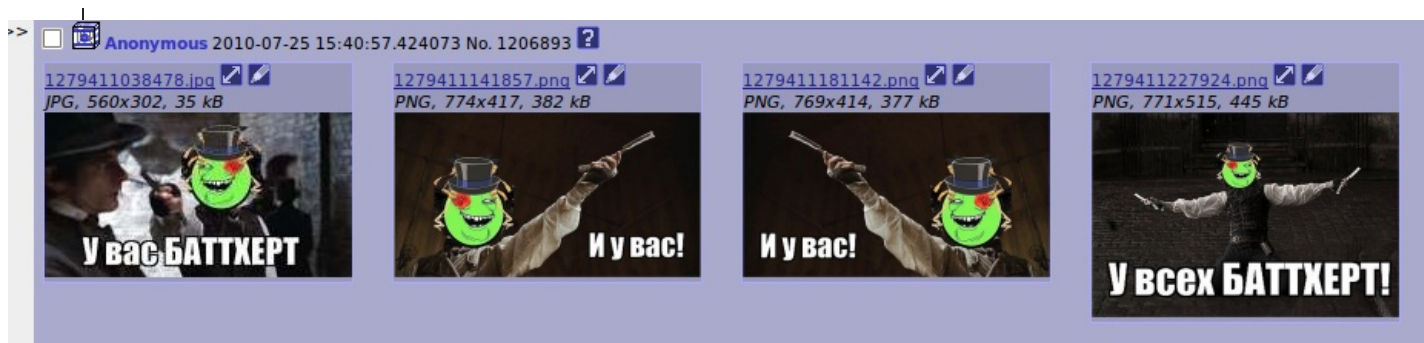 >>
Anonymous 2010-07-25 15:40:57.424073 No. 1206893 ?
1279411038478.jpg
JPG, 560x302, 35 kB
У вас БАТТХЕРТ
1279411141857.png
PNG, 774x417, 382 kB
И у вас!
1279411181142.png
PNG, 769x414, 377 kB
И у вас!
1279411227924.png
PNG, 771x515, 445 kB
У всех БАТТХЕРТ!